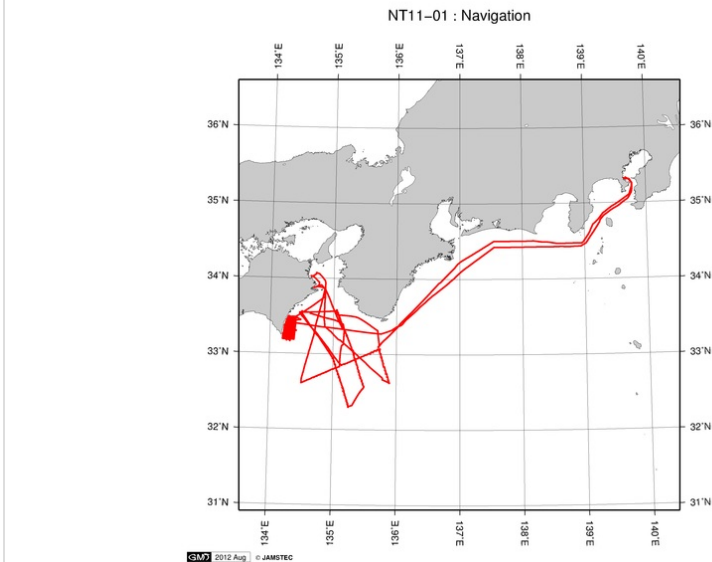 NT11−01 : Navigation
134˚E 135˚E 136˚E 137˚E 138˚E 139˚E 140˚E
36˚N 36˚N
35˚N 35˚N
34˚N 34˚N
33˚N 33˚N
32˚N 32˚N
31˚N 31˚N
134˚E 135˚E 136˚E 137˚E 138˚E 139˚E 140˚E
GMD 2012 Aug © JAMSTEC